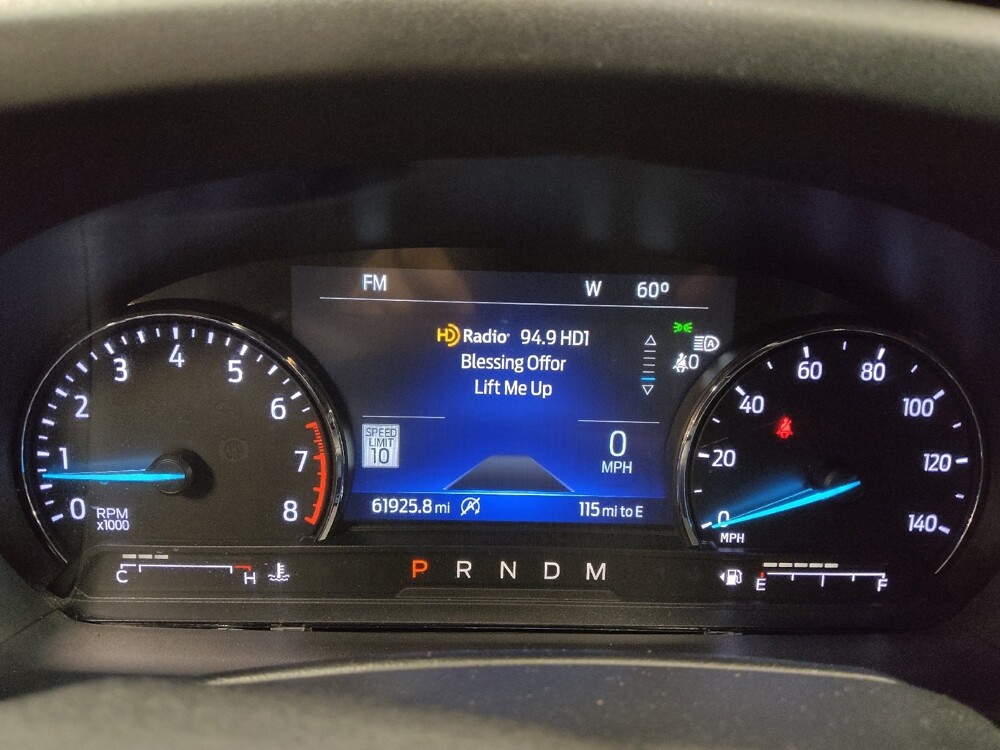 FM W 60°
HD Radio® 94.9 HD1
Blessing Offor
Lift Me Up
SPEED
LIMIT
10
0
MPH
61925.8 mi
A
115 mi to E
0
A
0 1 2 3 4 5 6 7 8
RPM
x1000
0 20 40 60 80 100 120 140
MPH
C H
P R N D M
E F